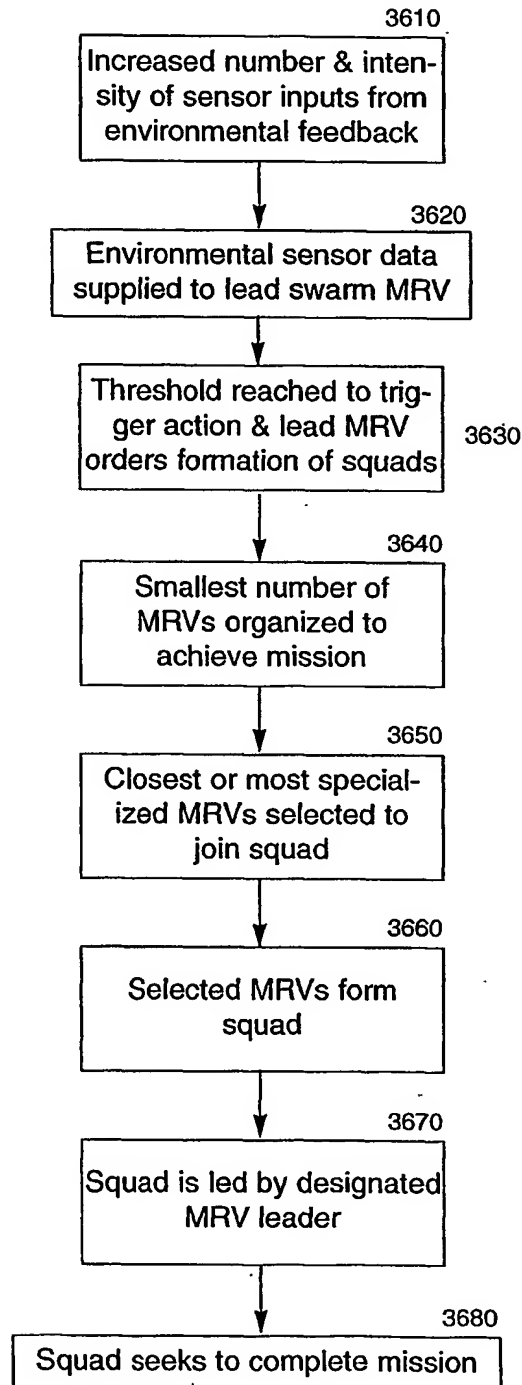 3610
Increased number & inten-
sity of sensor inputs from
environmental feedback
3620
Environmental sensor data
supplied to lead swarm MRV
Threshold reached to trig-
ger action & lead MRV
orders formation of squads
3630
3640
Smallest number of
MRVs organized to
achieve mission
3650
Closest or most special-
ized MRVs selected to
join squad
3660
Selected MRVs form
squad
3670
Squad is led by designated
MRV leader
3680
Squad seeks to complete mission